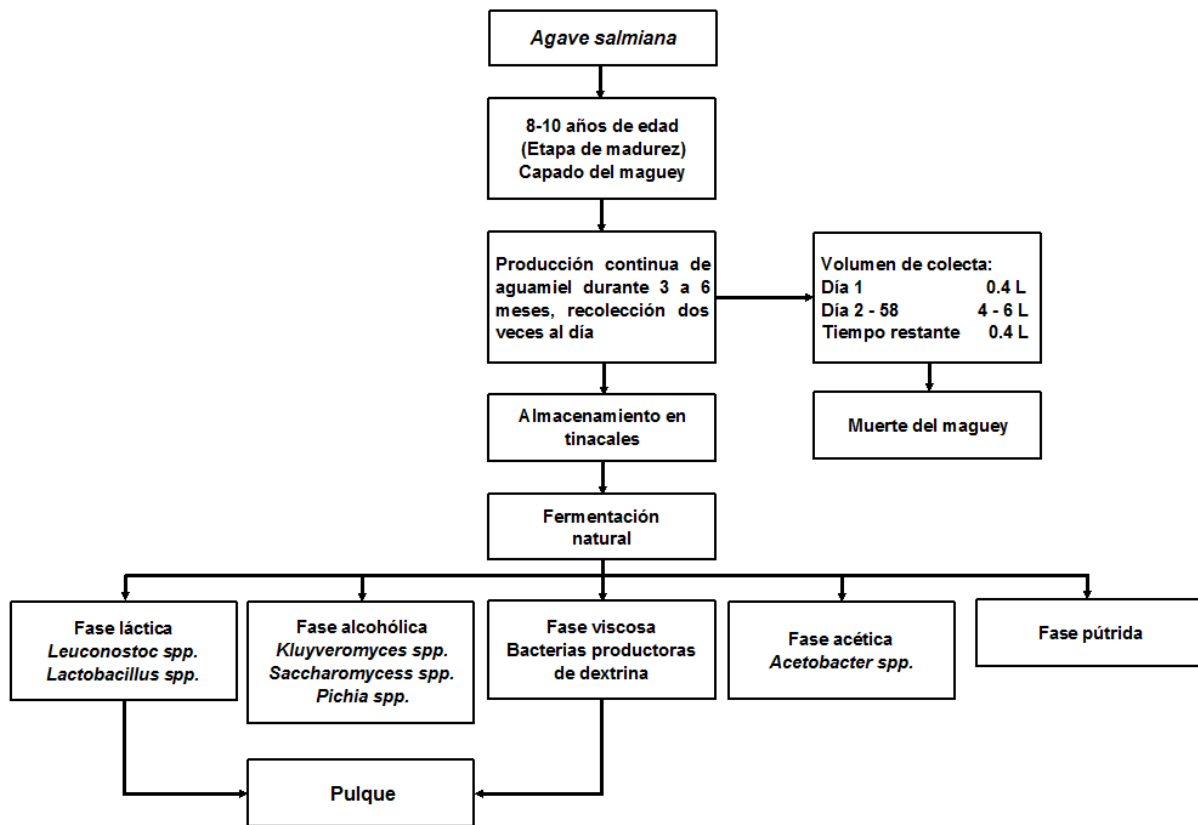 Agave salmiana
8-10 años de edad
(Etapa de madurez)
Capado del maguey
Producción continua de
aguamiel durante 3 a 6
meses, recolección dos
veces al día
Volumen de colecta:
Día 1 0.4 L
Día 2 - 58 4 - 6 L
Tiempo restante 0.4 L
Almacenamiento en
tinacales
Muerte del maguey
Fermentación
natural
Fase láctica
Leuconostoc spp.
Lactobacillus spp.
Fase alcohólica
Kluyveromyces spp.
Saccharomycess spp.
Pichia spp.
Fase viscosa
Bacterias productoras
de dextrina
Fase acética
Acetobacter spp.
Fase pútrida
Pulque